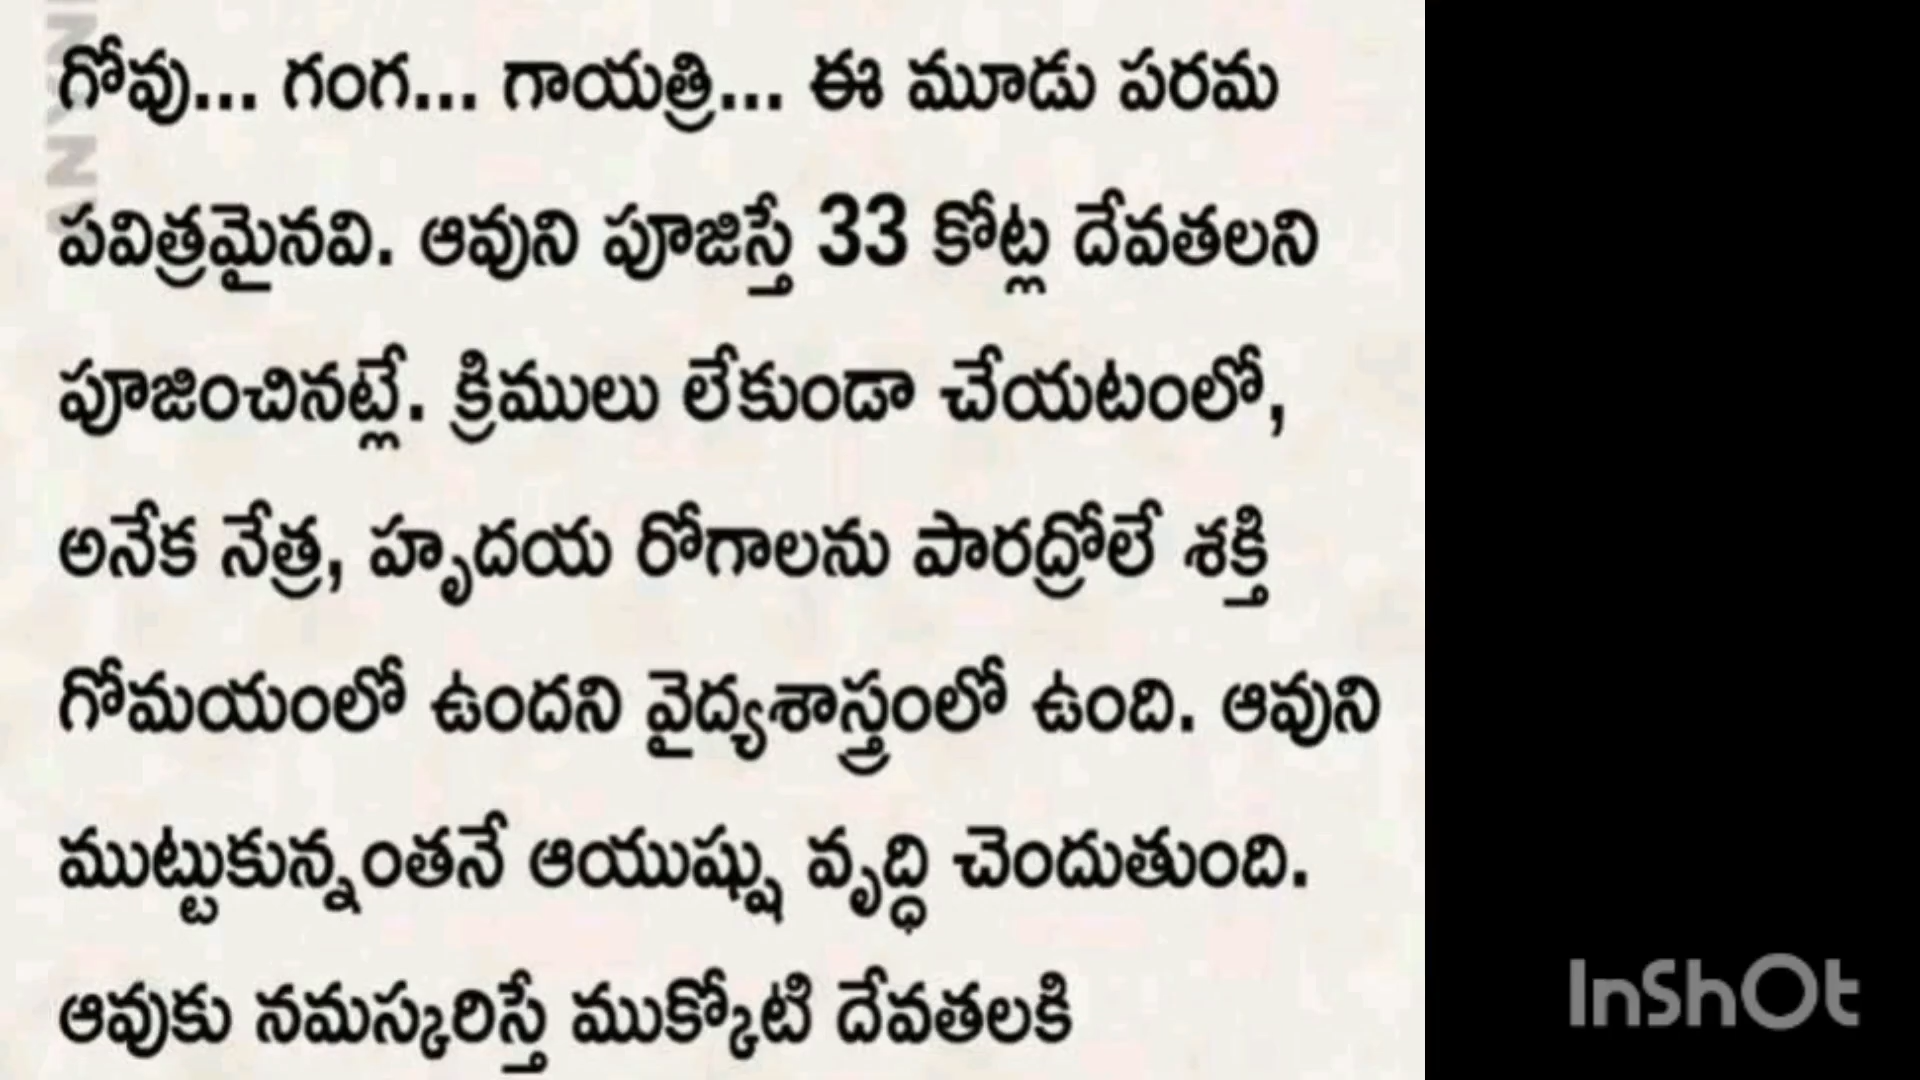 గోవు... గంగ... గాయత్రి... ఈ మూడు పరమ
పవిత్రమైనవి. ఆవుని పూజిస్తే 33 కోట్ల దేవతలని
పూజించినట్లే. క్రిములు లేకుండా చేయటంలో,
అనేక నేత్ర, హృదయ రోగాలను పారద్రోలే శక్తి
గోమయంలో ఉందని వైద్యశాస్త్రంలో ఉంది. ఆవుని
ముట్టుకున్నంతనే ఆయుష్షు వృద్ధి చెందుతుంది.
ఆవుకు నమస్కరిస్తే ముక్కోటి దేవతలకి
InShOt